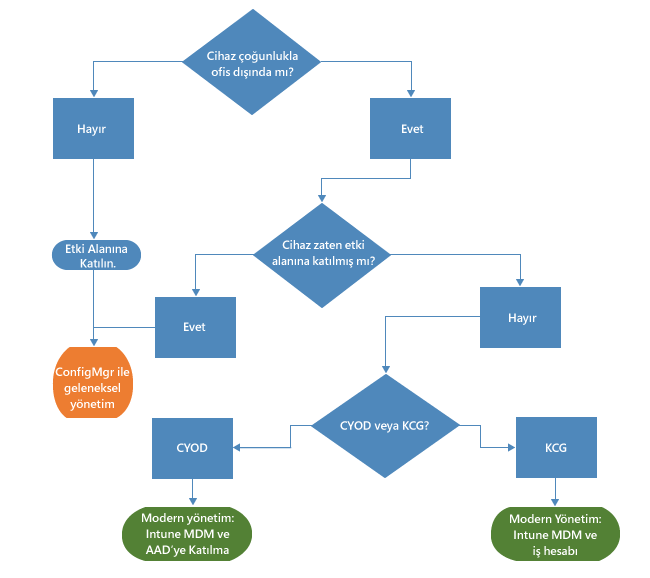 Cihaz çoğunlukla
ofis dışında mı?
Hayır
Evet
Etki Alanına
Katılın.
Cihaz zaten etki
alanına katılmış mı?
Evet
Hayır
ConfigMgr ile
geleneksel
yönetim
CYOD veya KCG?
CYOD
KCG
Modern yönetim:
Intune MDM ve
AAD'ye Katılma
Modern Yönetim:
Intune MDM ve
iş hesabı